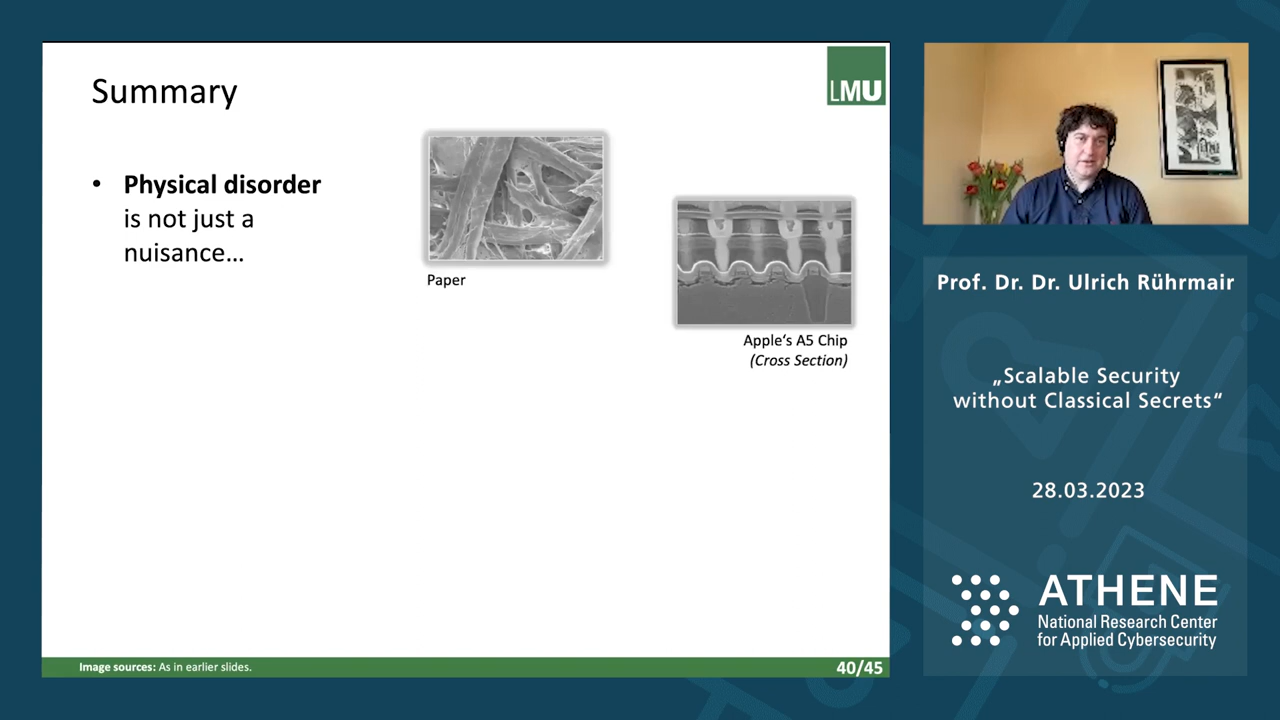 Summary
LMU
• Physical disorder
is not just a
nuisance…
Paper
Apple‘s A5 Chip
(Cross Section)
Image sources: As in earlier slides.
40/45
Prof. Dr. Dr. Ulrich Rührmair
„Scalable Security
without Classical Secrets“
28.03.2023
ATHENE
National Research Center
for Applied Cybersecurity